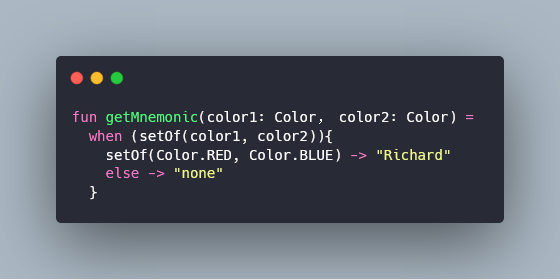 fun getMnemonic(color1: Color, color2: Color) =
  when (setOf(color1, color2)){
    setOf(Color.RED, Color.BLUE) -> "Richard"
    else -> "none"
  }